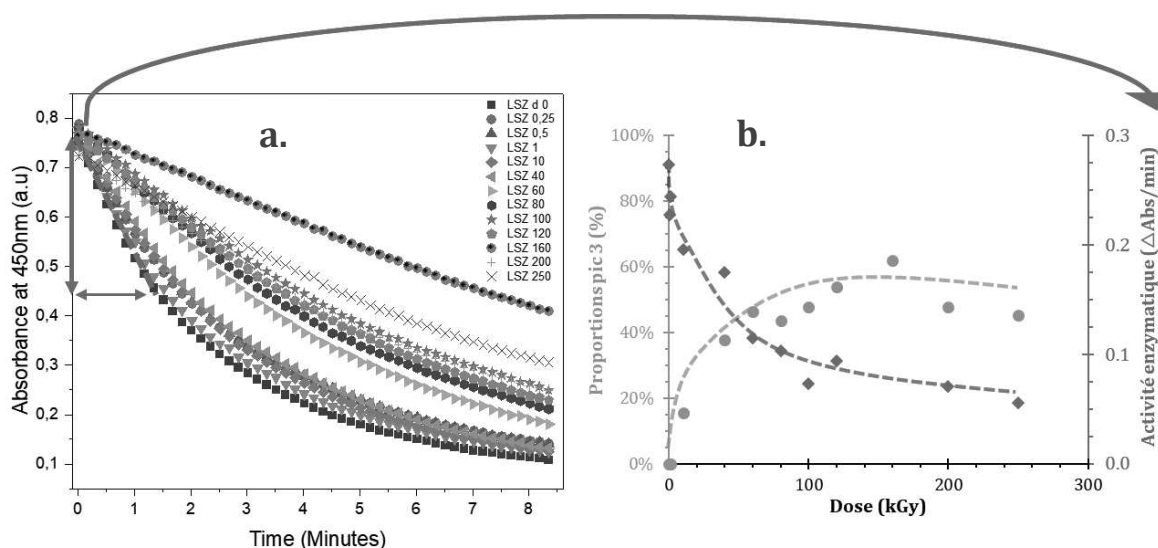 a.
Absorbance at 450nm (a.u)
0,8
0,7
0,6
0,5
0,4
0,3
0,2
0,1
0
1
2
3
4
5
6
7
8
Time (Minutes)
LSZ d 0
LSZ 0,25
LSZ 0,5
LSZ 1
LSZ 10
LSZ 40
LSZ 60
LSZ 80
LSZ 100
LSZ 120
LSZ 160
LSZ 200
LSZ 250
b.
Proportions pic 3 (%)
100%
80%
60%
40%
20%
0%
0
100
200
300
Dose (kGy)
0.3
0.2
0.1
0.0
Activité enzymatique (△Abs/min)